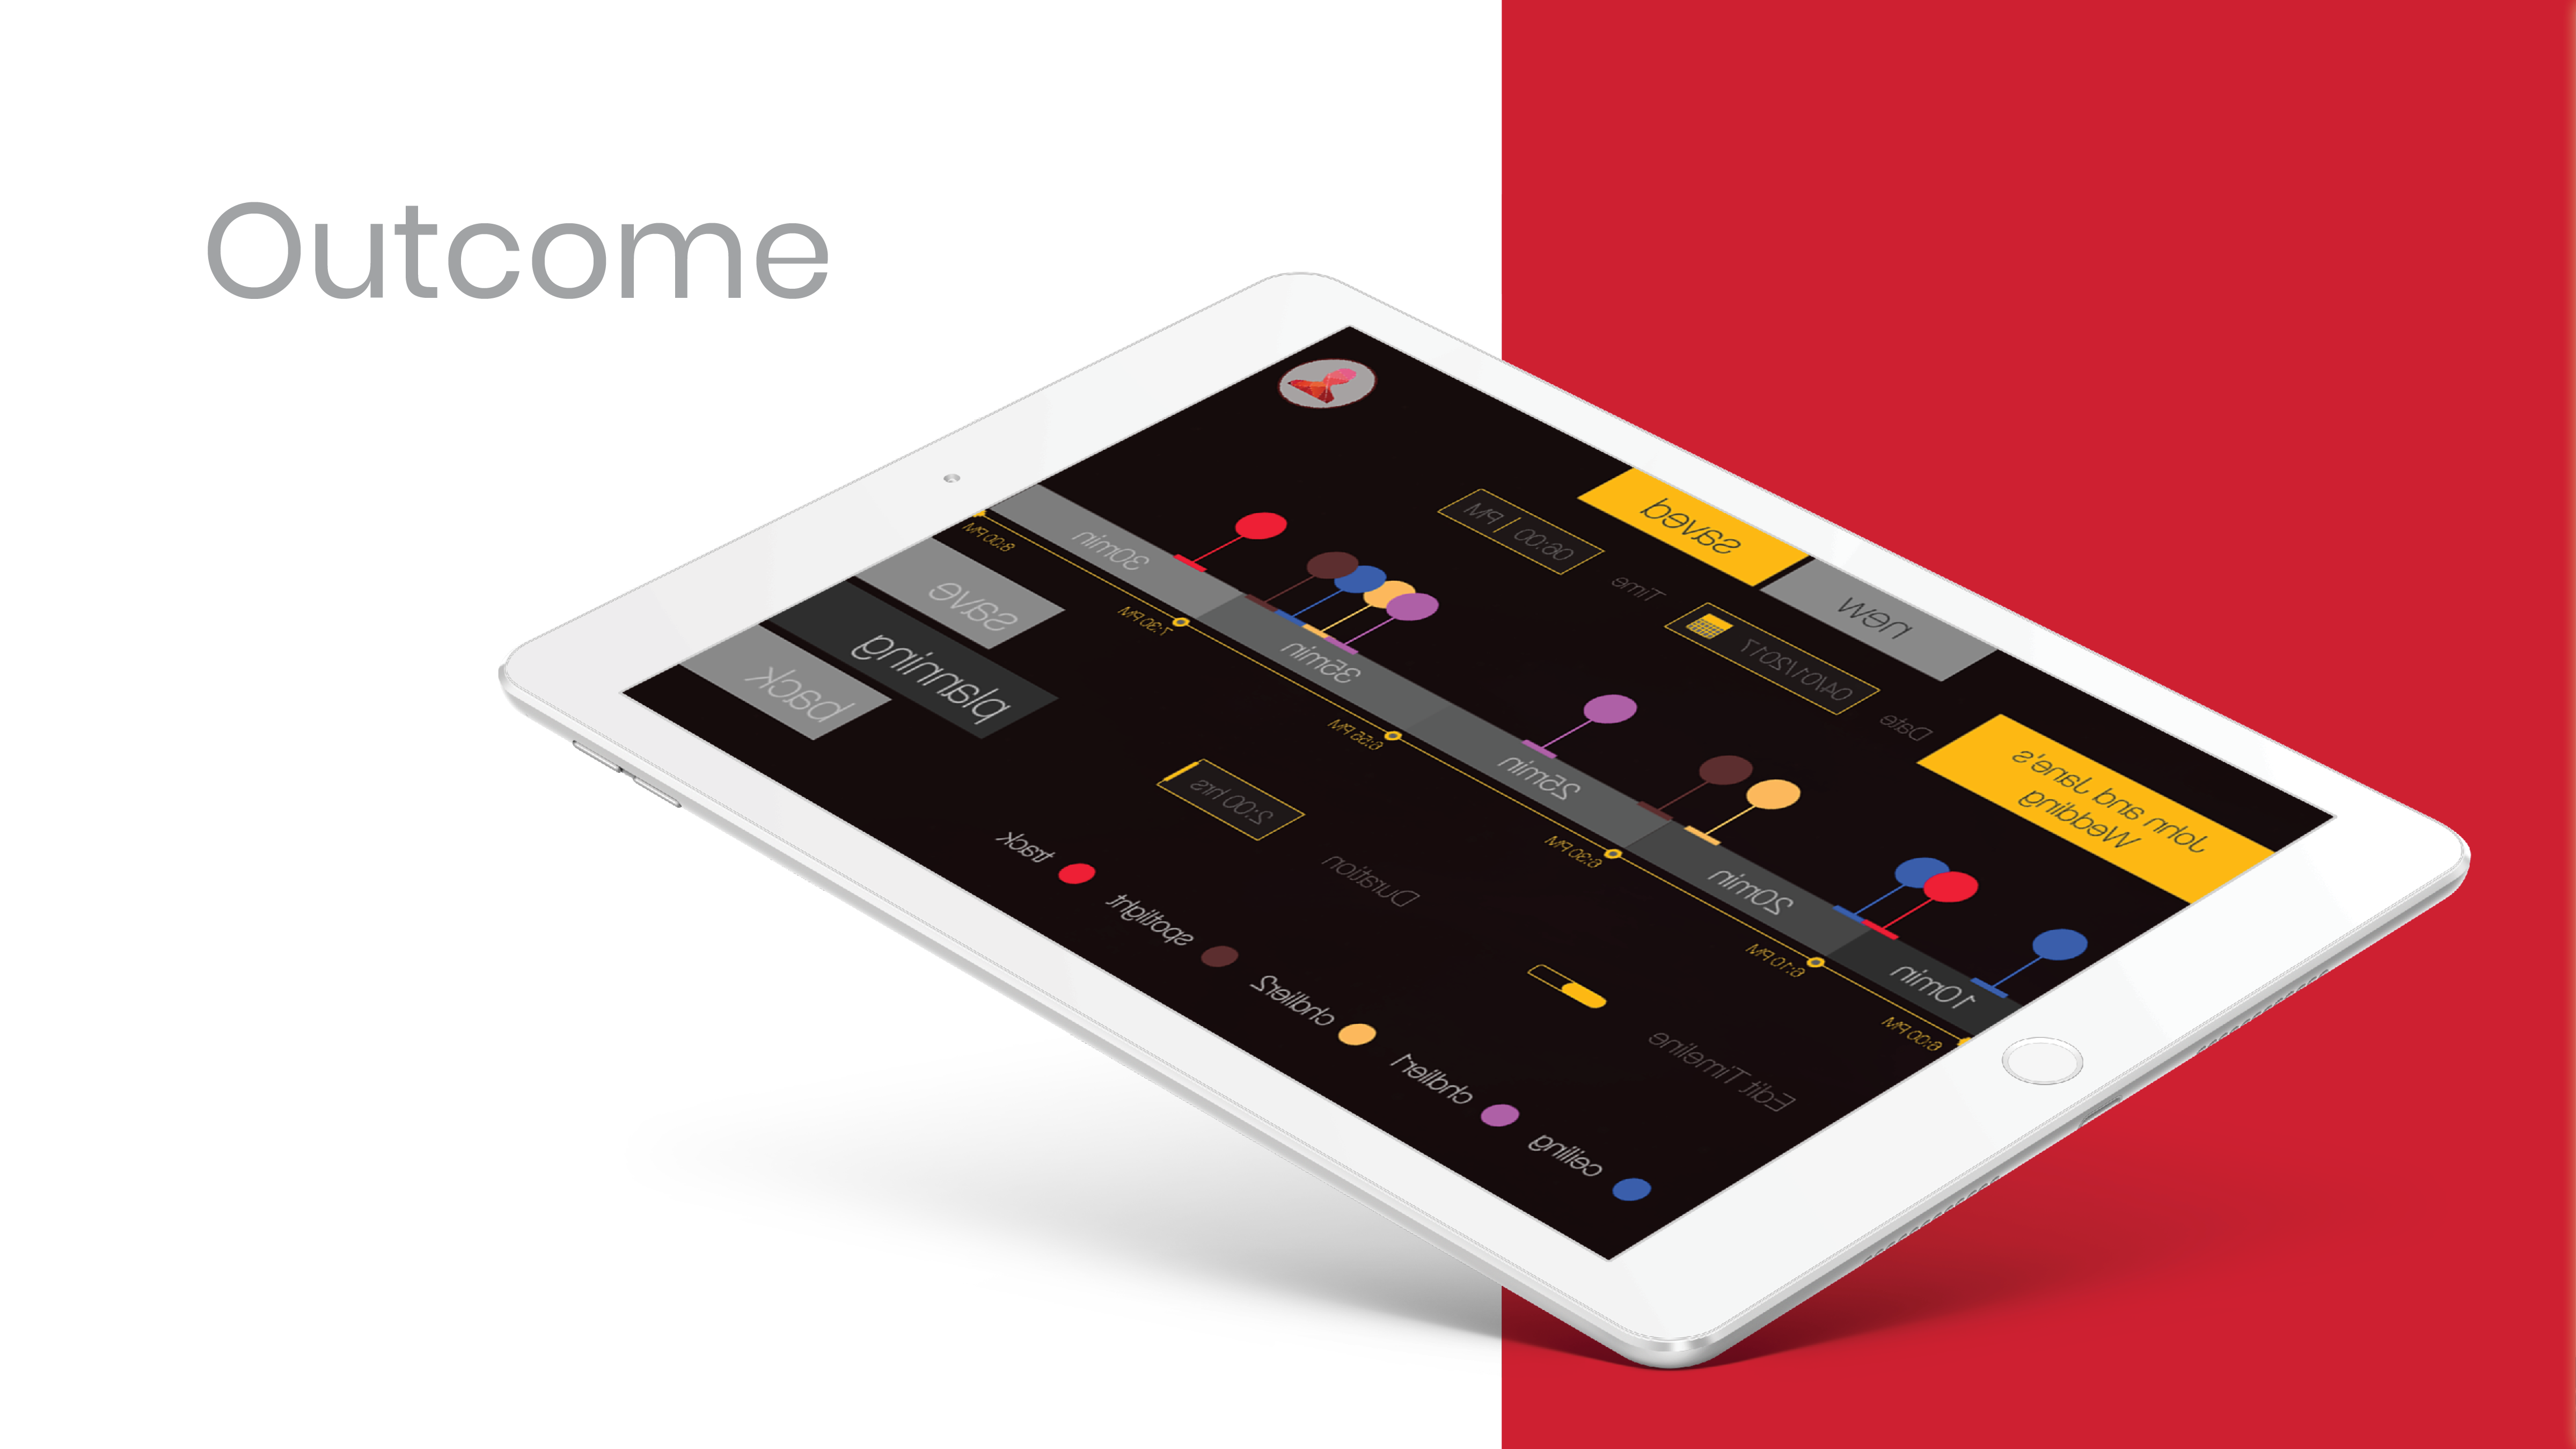 Outcome
John and Jane's
Wedding
new
saved
Date
04/01/2017
Time
06:00 PM
10min
20min
25min
35min
30min
6:00 PM
6:10 PM
6:30 PM
6:55 PM
7:30 PM
8:00 PM
Edit Timeline
Duration
2:00 hrs
back
planning
save
ceiling
chdlier1
chdlier2
spotlight
track